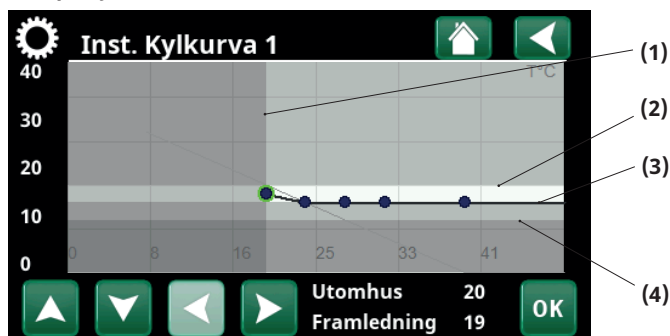 Inst. Kylkurva 1
(1)
40
T°C
30
(2)
20
(3)
10
0 8 16 25 33 41
0
(4)
Utomhus 20
Framledning 19
OK